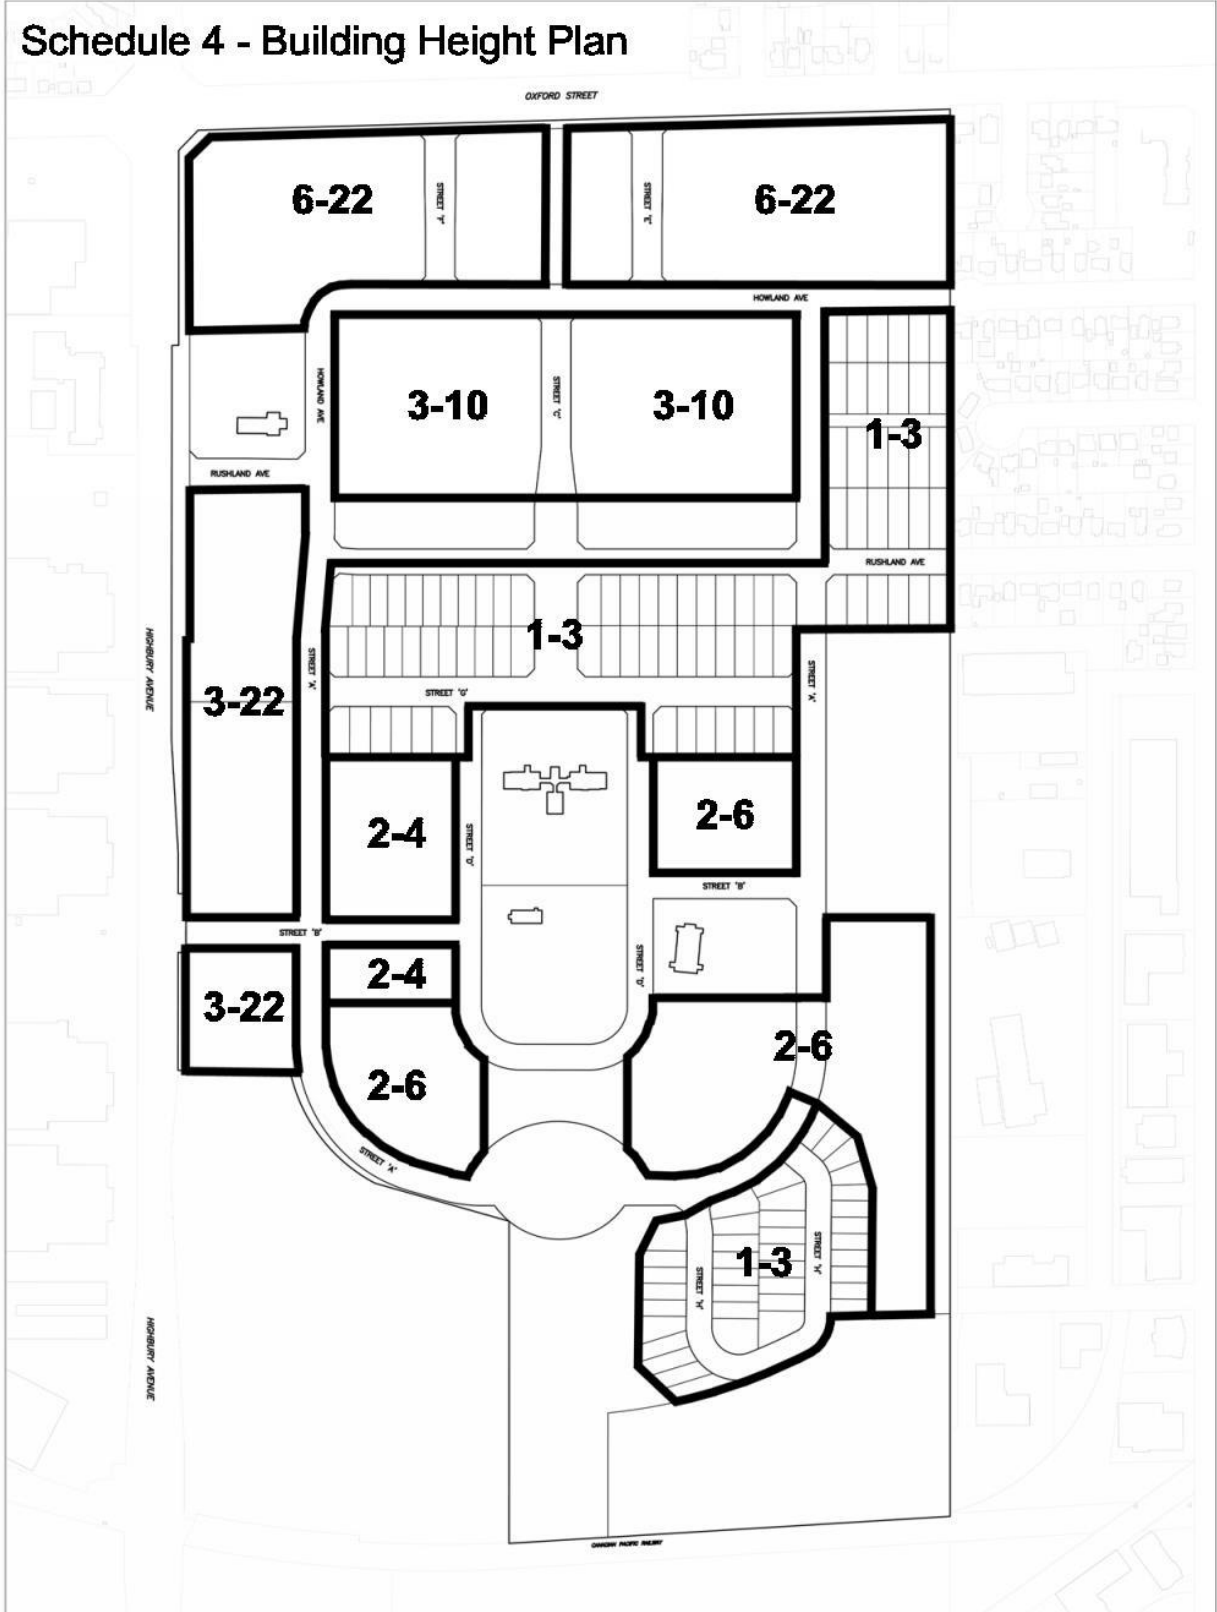 Schedule 4 - Building Height Plan
OXFORD STREET
6-22
STREET 'F'
STREET 'E'
6-22
HOWLAND AVE
HOWLAND AVE
3-10
STREET 'C'
3-10
1-3
RUSHLAND AVE
RUSHLAND AVE
1-3
HIGHBURY AVENUE
STREET 'A'
STREET 'A'
STREET 'G'
3-22
2-4
STREET 'D'
2-6
STREET 'B'
STREET 'B'
STREET 'D'
2-4
3-22
2-6
2-6
STREET 'A'
1-3
STREET 'H'
STREET 'H'
HIGHBURY AVENUE
CANADIAN PACIFIC RAILWAY